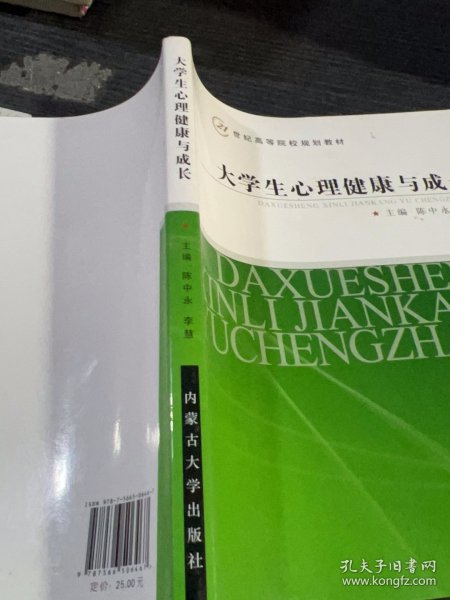 大学生心理健康与成长
★ 主编 陈中永 李慧
内蒙古大学出版社
21世纪高等院校规划教材
大学生心理健康与成
DAXUESHENG XINLI JIANKANG YU CHENGZ
★ 主编 陈中永
DAXUESHEN
XINLI JIANKA
UCHENGZH
定价: 25.00元
孔夫子旧书网
www.kongfz.com